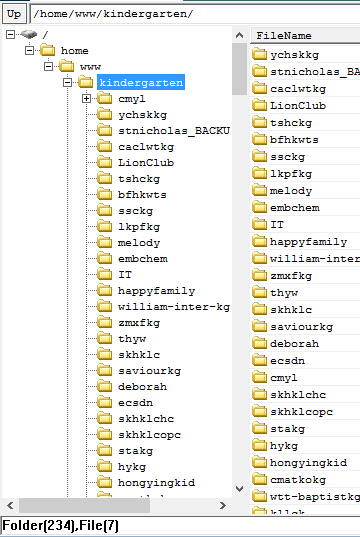 Up /home/www/kindergarten/
/
home
www
kindergarten
cmyl
ychskkg
stnicholas_BACKU
caclwtkg
LionClub
tshckg
bfhkwts
ssckg
lkpfkg
melody
embchem
IT
happyfamily
william-inter-kg
zmxfkg
thyw
skhklc
saviourkg
deborah
ecsdn
skhklchc
skhklcopc
stakg
hykg
hongyingkid
FileName
ychskkg
stnicholas_BA
caclwtkg
LionClub
tshckg
bfhkwts
ssckg
lkpfkg
melody
embchem
IT
happyfamily
william-inter
zmxfkg
thyw
skhklc
saviourkg
deborah
ecsdn
cmyl
skhklchc
skhklcopc
stakg
hykg
hongyingkid
cmatkokg
wtt-baptistkg
Folder(234),File(7)